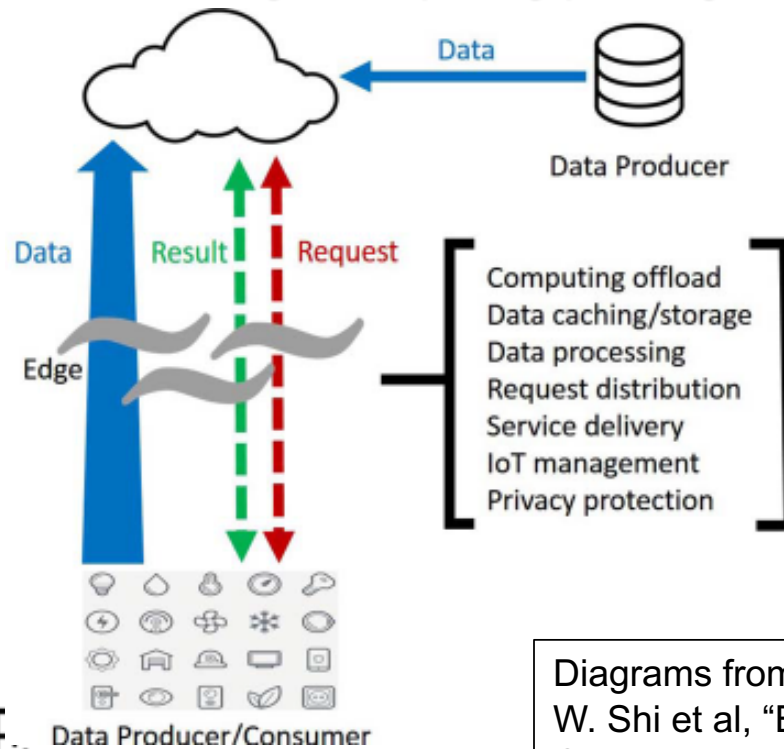 Data
Data Producer
Data
Result
Request
Edge
Computing offload
Data caching/storage
Data processing
Request distribution
Service delivery
IoT management
Privacy protection
Data Producer/Consumer
Diagrams from
W. Shi et al, “E